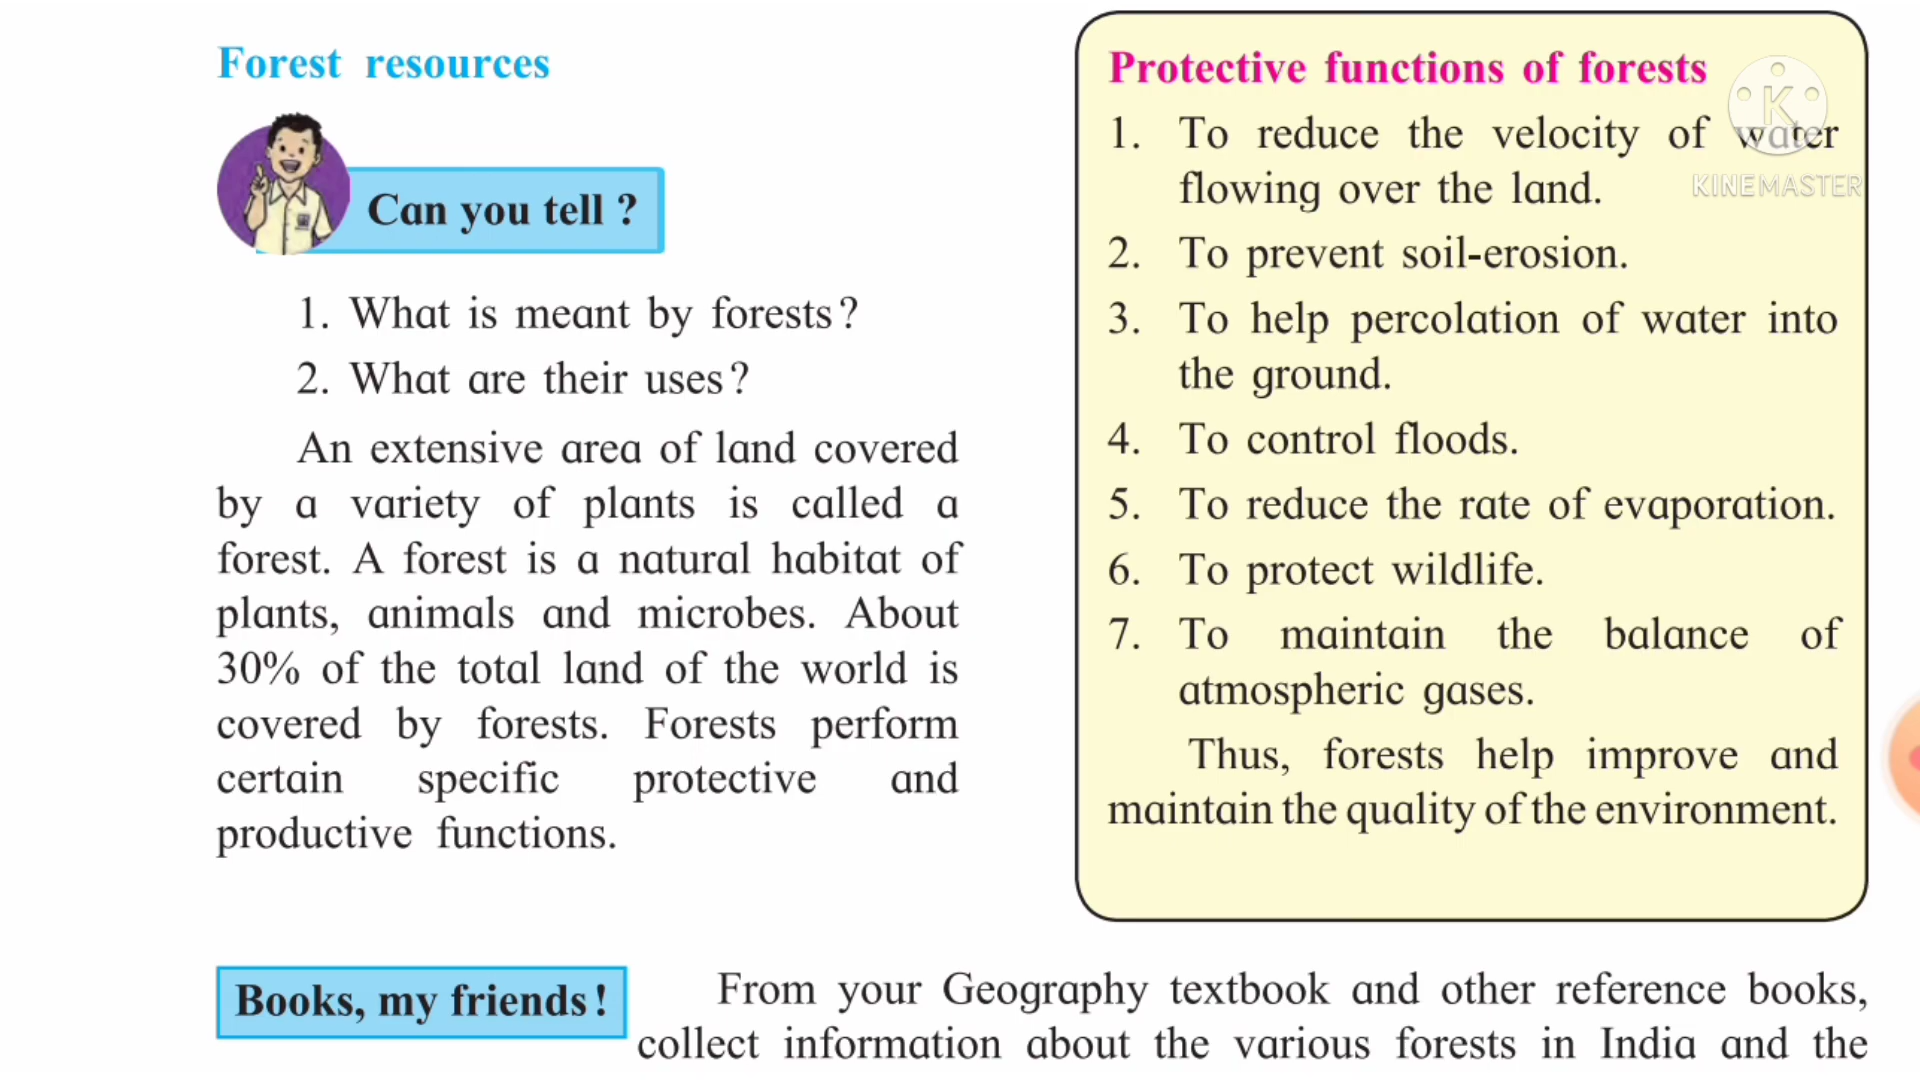 Forest resources
Can you tell ?
1. What is meant by forests?
2. What are their uses?
An extensive area of land covered
by a variety of plants is called a
forest. A forest is a natural habitat of
plants, animals and microbes. About
30% of the total land of the world is
covered by forests. Forests perform
certain specific protective and
productive functions.
Protective functions of forests
1. To reduce the velocity of water
flowing over the land.
2. To prevent soil-erosion.
3. To help percolation of water into
the ground.
4. To control floods.
5. To reduce the rate of evaporation.
6. To protect wildlife.
7. To maintain the balance of
atmospheric gases.
Thus, forests help improve and
maintain the quality of the environment.
K
KINEMASTER
Books, my friends!
From your Geography textbook and other reference books,
collect information about the various forests in India and the